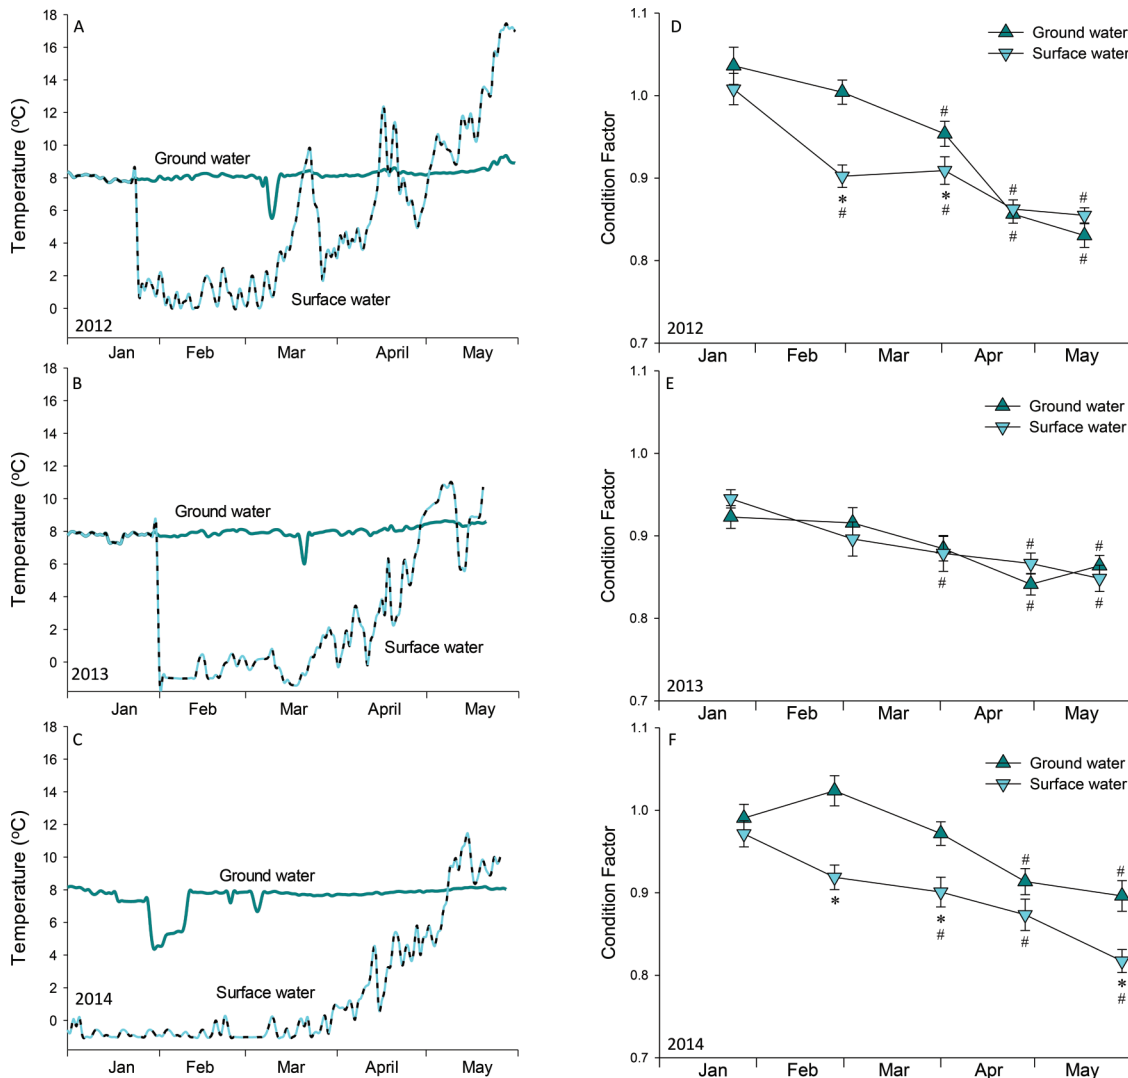 A
18
16
14
12
10
8
6
4
2
0
Temperature (oC)
Ground water
Surface water
2012
Jan Feb Mar April May
D
Ground water
Surface water
1.0
0.9
0.8
0.7
Condition Factor
#
*
#
*
#
#
#
#
#
2012
Jan Feb Mar Apr May
B
18
16
14
12
10
8
6
4
2
0
Temperature (oC)
Ground water
Surface water
2013
Jan Feb Mar April May
E
Ground water
Surface water
1.1
1.0
0.9
0.8
0.7
Condition Factor
#
#
#
#
#
2013
Jan Feb Mar Apr May
C
18
16
14
12
10
8
6
4
2
0
Temperature (oC)
Ground water
Surface water
2014
Jan Feb Mar April May
F
Ground water
Surface water
1.1
1.0
0.9
0.8
0.7
Condition Factor
*
*
#
#
#
#
*
#
2014
Jan Feb Mar Apr May